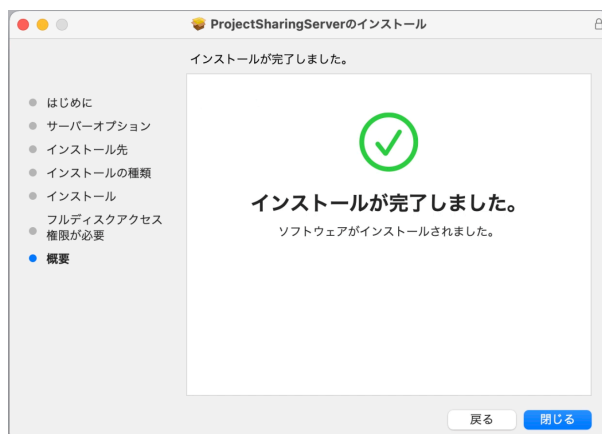 ProjectSharingServerのインストール
インストールが完了しました。
はじめに
サーバーオプション
インストール先
インストールの種類
インストール
フルディスクアクセス
権限が必要
概要
インストールが完了しました。
ソフトウェアがインストールされました。
戻る
閉じる